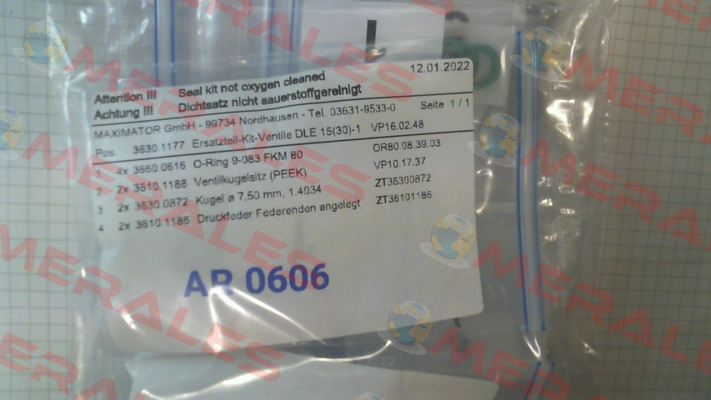 Attention !!! Seal kit not oxygen cleaned 12.01.2022
Achtung !!! Dichtsatz nicht sauerstoffgereinigt
MAXIMATOR GmbH - 99734 Nordhausen - Tel. 03631-9533-0 Seite 1 / 1
Pos. 3630.1177 Ersatzteil-Kit-Ventile DLE 15(30)-1 VP16.02.48
4x 3660.0616 O-Ring 9-083 FKM 80 OR80.08.39.03
2x 3610.1188 Ventilkugelsitz (PEEK) VP10.17.37
3 2x 3630.0872 Kugel ø 7,50 mm, 1.4034 ZT36300872
4 2x 3610.1186 Druckfeder Federenden angelegt ZT36101186
AR 0606
MERALES